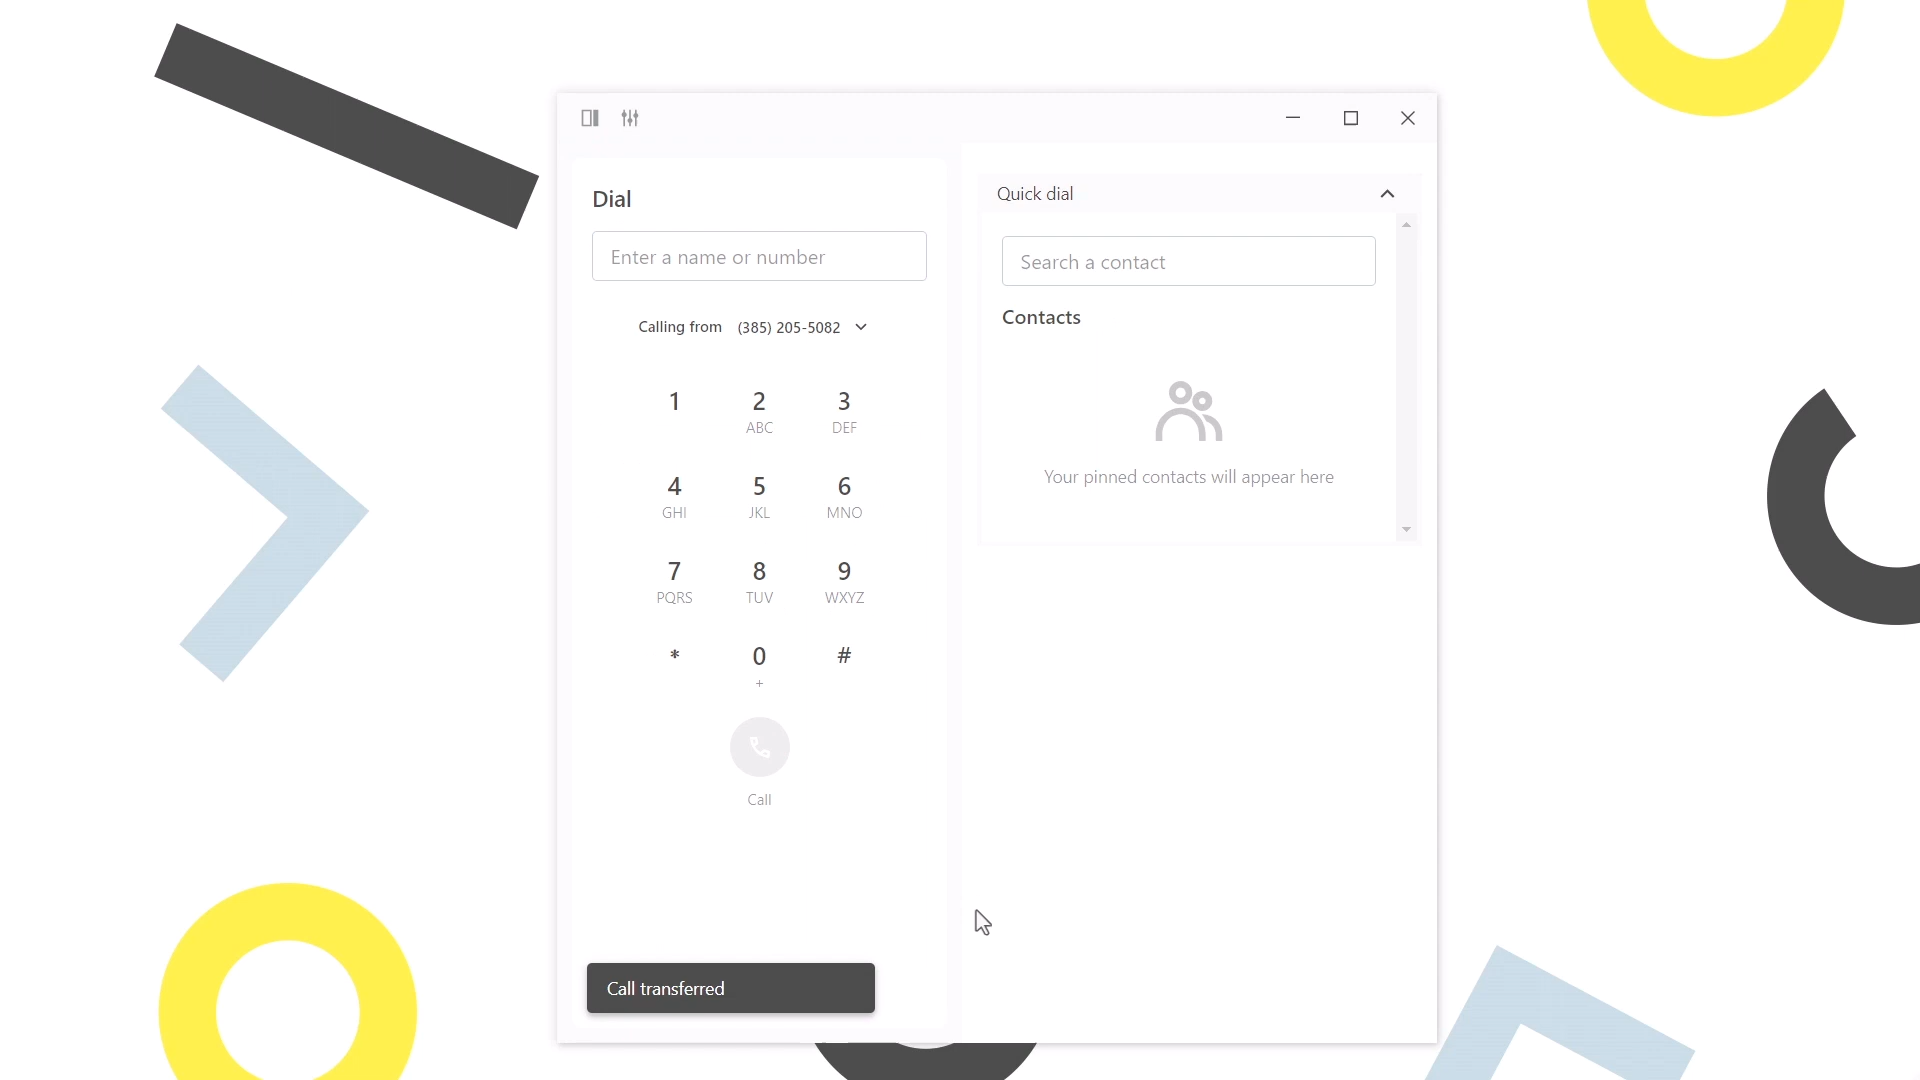 Dial
Enter a name or number
Calling from (385) 205-5082
1
2
3
ABC
DEF
4
5
6
GHI
JKL
MNO
7
8
9
PQRS
TUV
WXYZ
*
0
#
+
Call
Call transferred
Quick dial
Search a contact
Contacts
Your pinned contacts will appear here